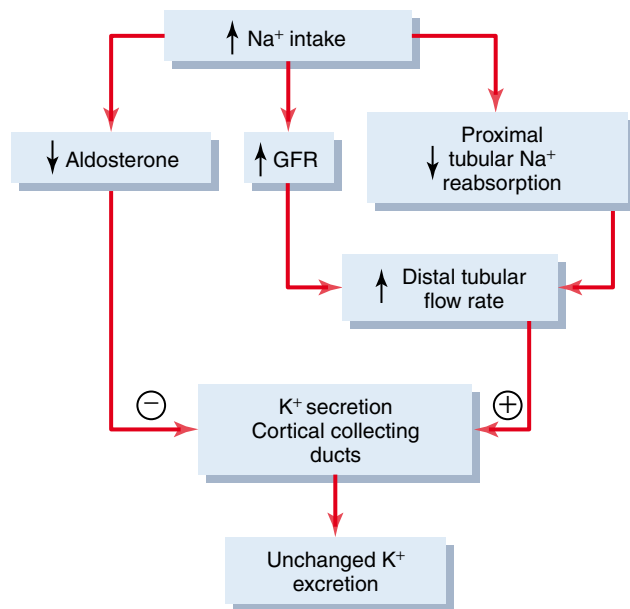 ↑ Na⁺ intake
↓ Aldosterone
↑ GFR
Proximal
tubular Na⁺
↓ reabsorption
↑ Distal tubular
flow rate
−
+
K⁺ secretion
Cortical collecting
ducts
Unchanged K⁺
excretion